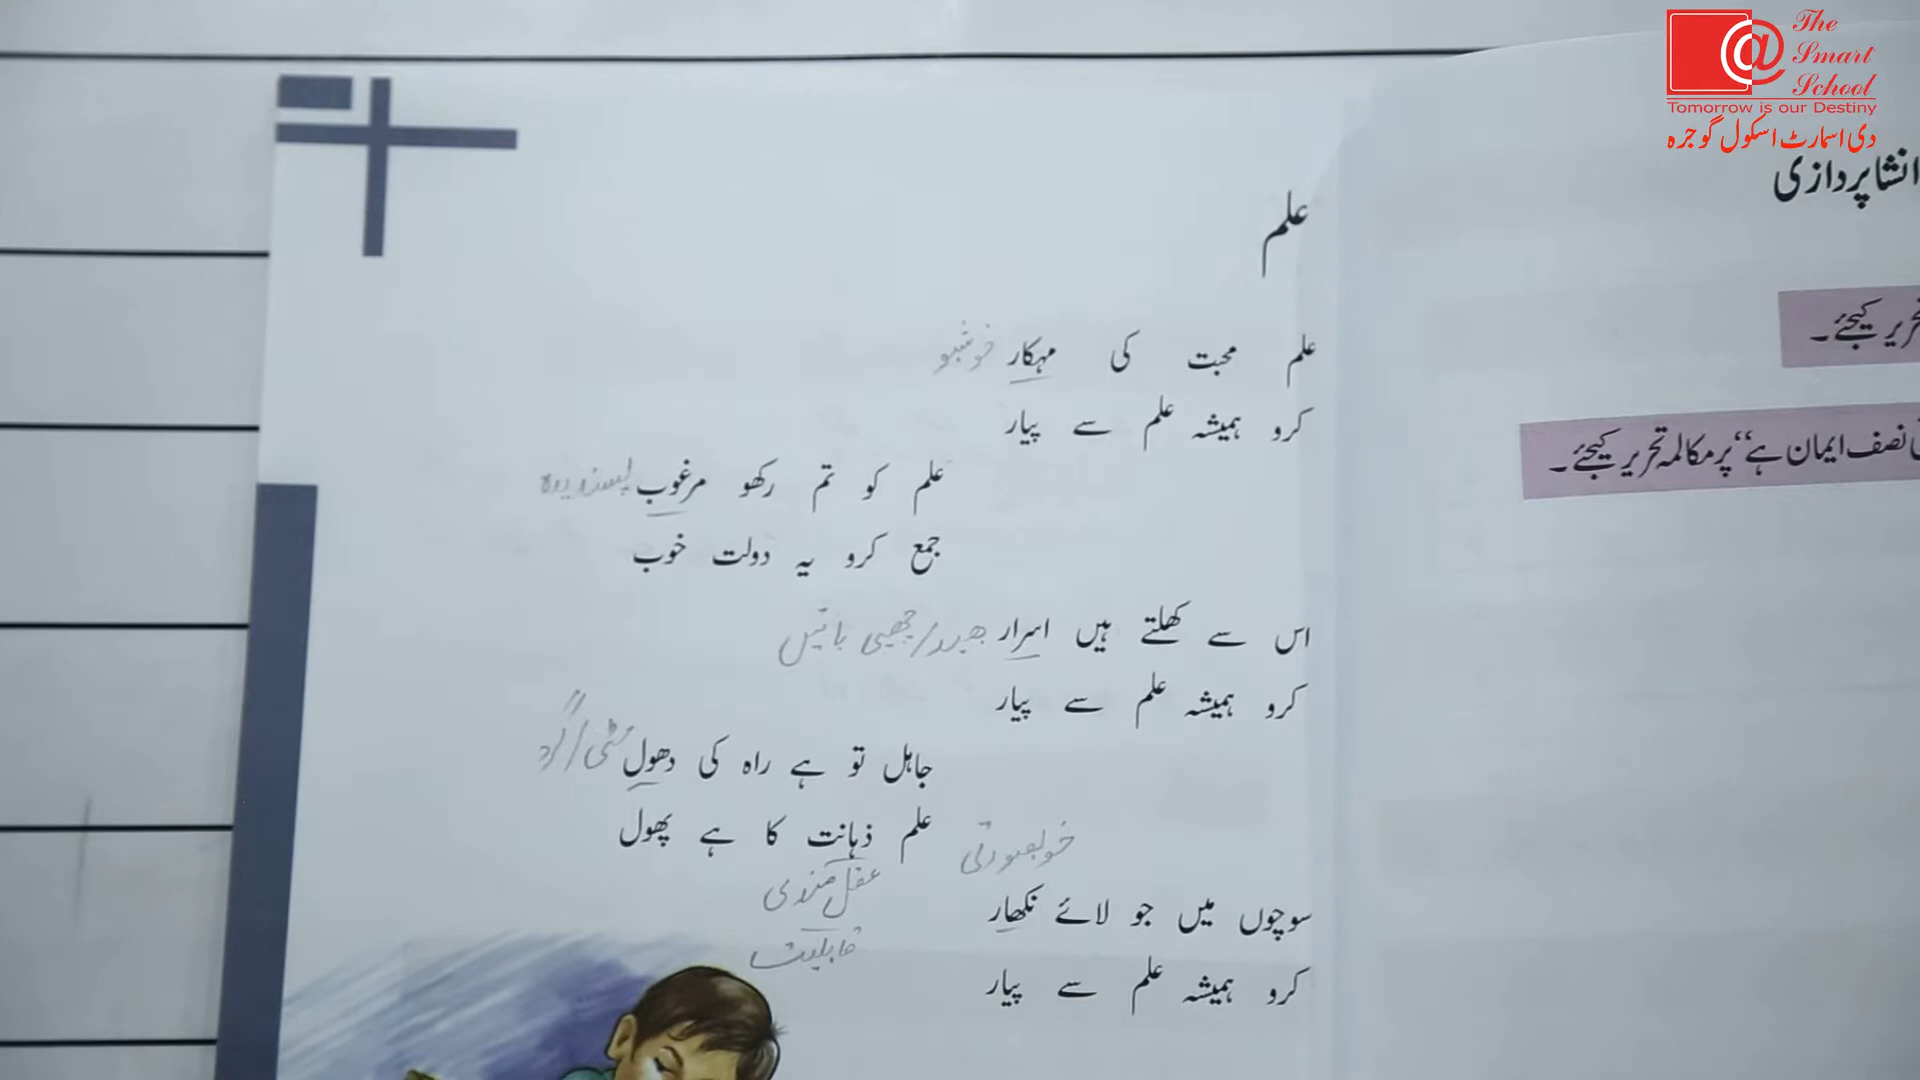 The
Smart
School
Tomorrow is our Destiny
دی اسمارٹ اسکول گوجرہ
انشا پردازی
تحریر کیجئے۔
نصف ایمان ہے“ پر مکالمہ تحریر کیجئے۔
علم
علم محبت کی مہکار خوشبو
کرو ہمیشہ علم سے پیار
علم کو تم رکھو مرغوب پسندیدہ
جمع کرو یہ دولت خوب
اس سے کھلتے ہیں اسرار بھید/چھپی باتیں
کرو ہمیشہ علم سے پیار
جاہل تو ہے راہ کی دھول مٹی/گرد
علم ذہانت کا ہے پھول
خوبصورتی
عقل مندی
سوچوں میں جو لائے نکھار
قابلیت
کرو ہمیشہ علم سے پیار